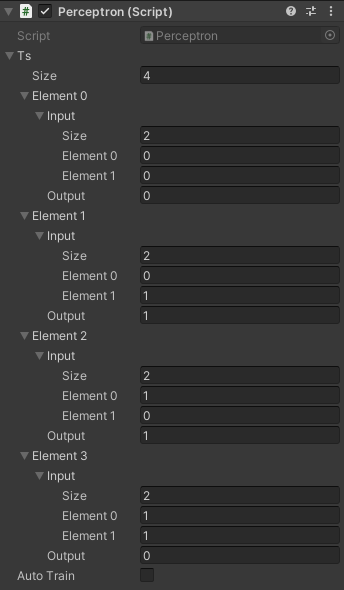 Perceptron (Script)
Script Perceptron
Ts
Size 4
Element 0
Input
Size 2
Element 0 0
Element 1 0
Output 0
Element 1
Input
Size 2
Element 0 0
Element 1 1
Output 1
Element 2
Input
Size 2
Element 0 1
Element 1 0
Output 1
Element 3
Input
Size 2
Element 0 1
Element 1 1
Output 0
Auto Train